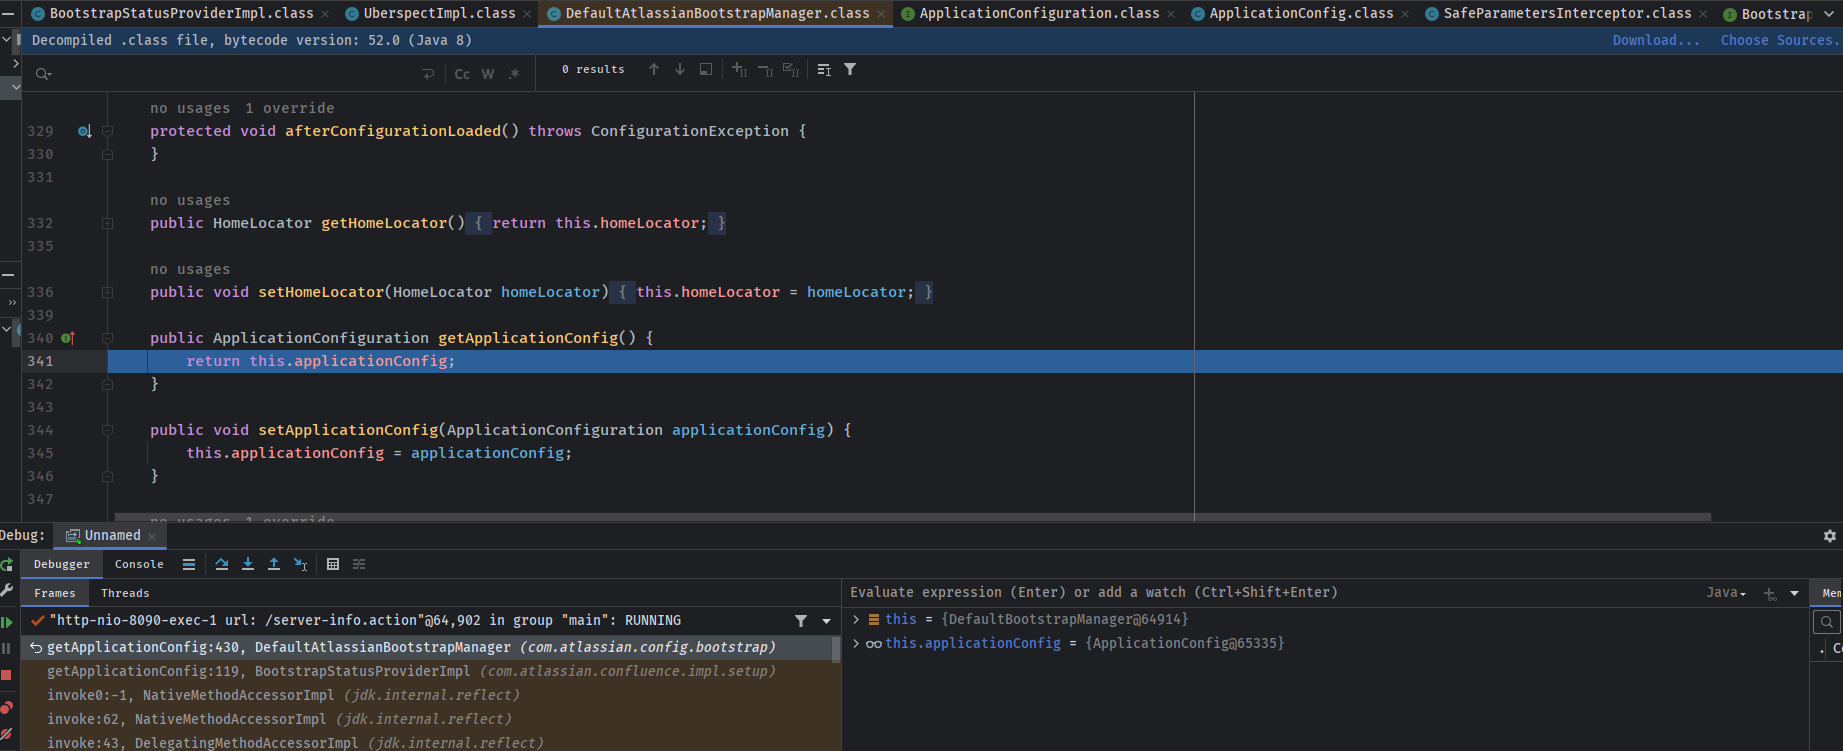 BootstrapStatusProviderImpl.class UberspectImpl.class DefaultAtlassianBootstrapManager.class ApplicationConfiguration.class ApplicationConfig.class SafeParametersInterceptor.class Bootstrap
Decompiled .class file, bytecode version: 52.0 (Java 8) Download... Choose Sources.
Cc W .* 0 results
no usages 1 override
329 protected void afterConfigurationLoaded() throws ConfigurationException {
330 }
331
no usages
332 public HomeLocator getHomeLocator() { return this.homeLocator; }
335
no usages
336 public void setHomeLocator(HomeLocator homeLocator) { this.homeLocator = homeLocator; }
339
340 public ApplicationConfiguration getApplicationConfig() {
341 return this.applicationConfig;
342 }
343
344 public void setApplicationConfig(ApplicationConfiguration applicationConfig) {
345 this.applicationConfig = applicationConfig;
346 }
347
no usages 1 override
Debug: Unnamed
Debugger Console
Frames Threads
Evaluate expression (Enter) or add a watch (Ctrl+Shift+Enter) Java Mem
"http-nio-8090-exec-1 url: /server-info.action"@64,902 in group "main": RUNNING
this = {DefaultBootstrapManager@64914}
getApplicationConfig:430, DefaultAtlassianBootstrapManager (com.atlassian.config.bootstrap)
this.applicationConfig = {ApplicationConfig@65335}
getApplicationConfig:119, BootstrapStatusProviderImpl (com.atlassian.confluence.impl.setup)
invoke0:-1, NativeMethodAccessorImpl (jdk.internal.reflect)
invoke:62, NativeMethodAccessorImpl (jdk.internal.reflect)
invoke:43, DelegatingMethodAccessorImpl (jdk.internal.reflect)